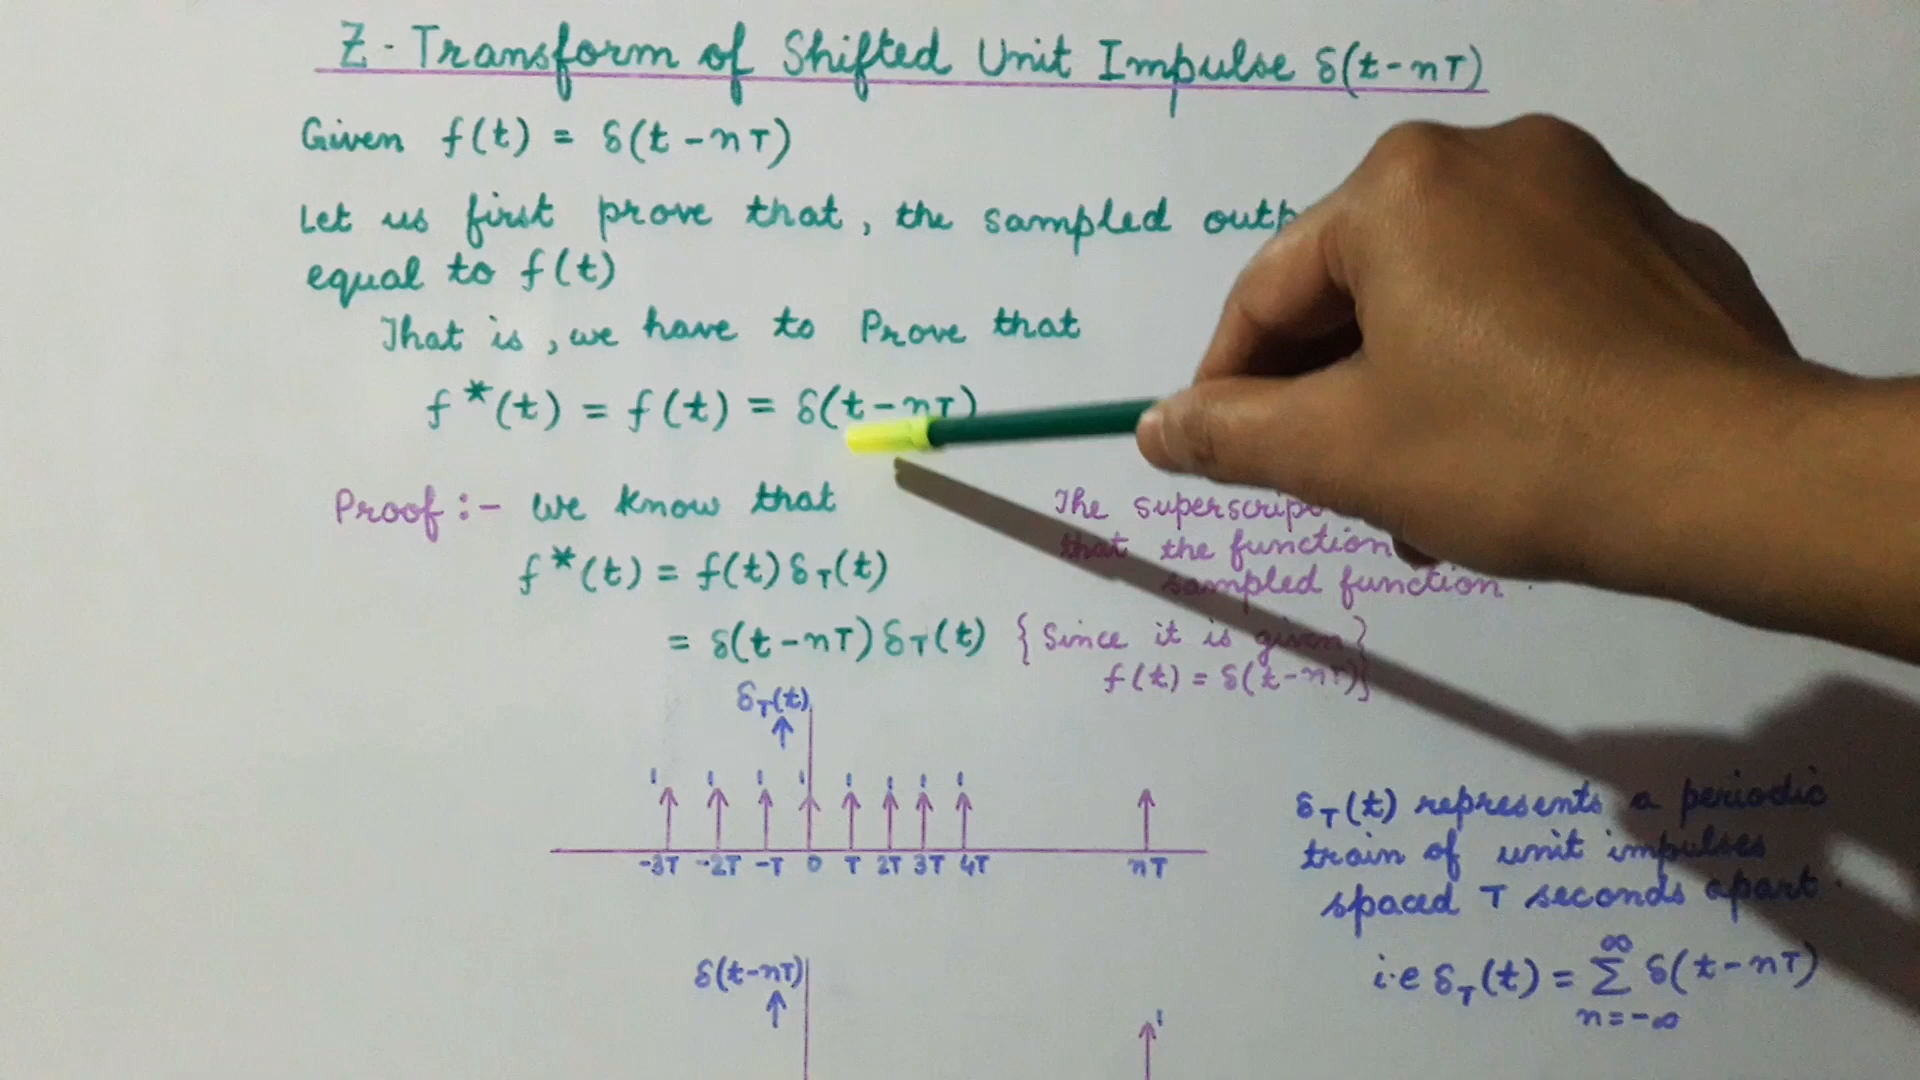 Z - Transform of Shifted Unit Impulse δ(t-nT)
Given f(t) = δ(t-nT)
Let us first prove that, the sampled
equal to f(t)
That is, we have to Prove that
f*(t) = f(t) = δ(t-nT)
Proof :- we know that
The
that the function
f*(t) = f(t) δT(t)
sampled function.
= δ(t-nT) δT(t) {Since it is given}
f(t) = δ(t-nT)}
δT(t)
↑
1 1 1 1 1 1 1 1
-3T -2T -T 0 T 2T 3T 4T nT
δT(t) represents a periodic
train of unit impulses
spaced T seconds apart.
i.e δT(t) = ∞ Σ n=-∞ δ(t-nT)
δ(t-nT)
↑
1